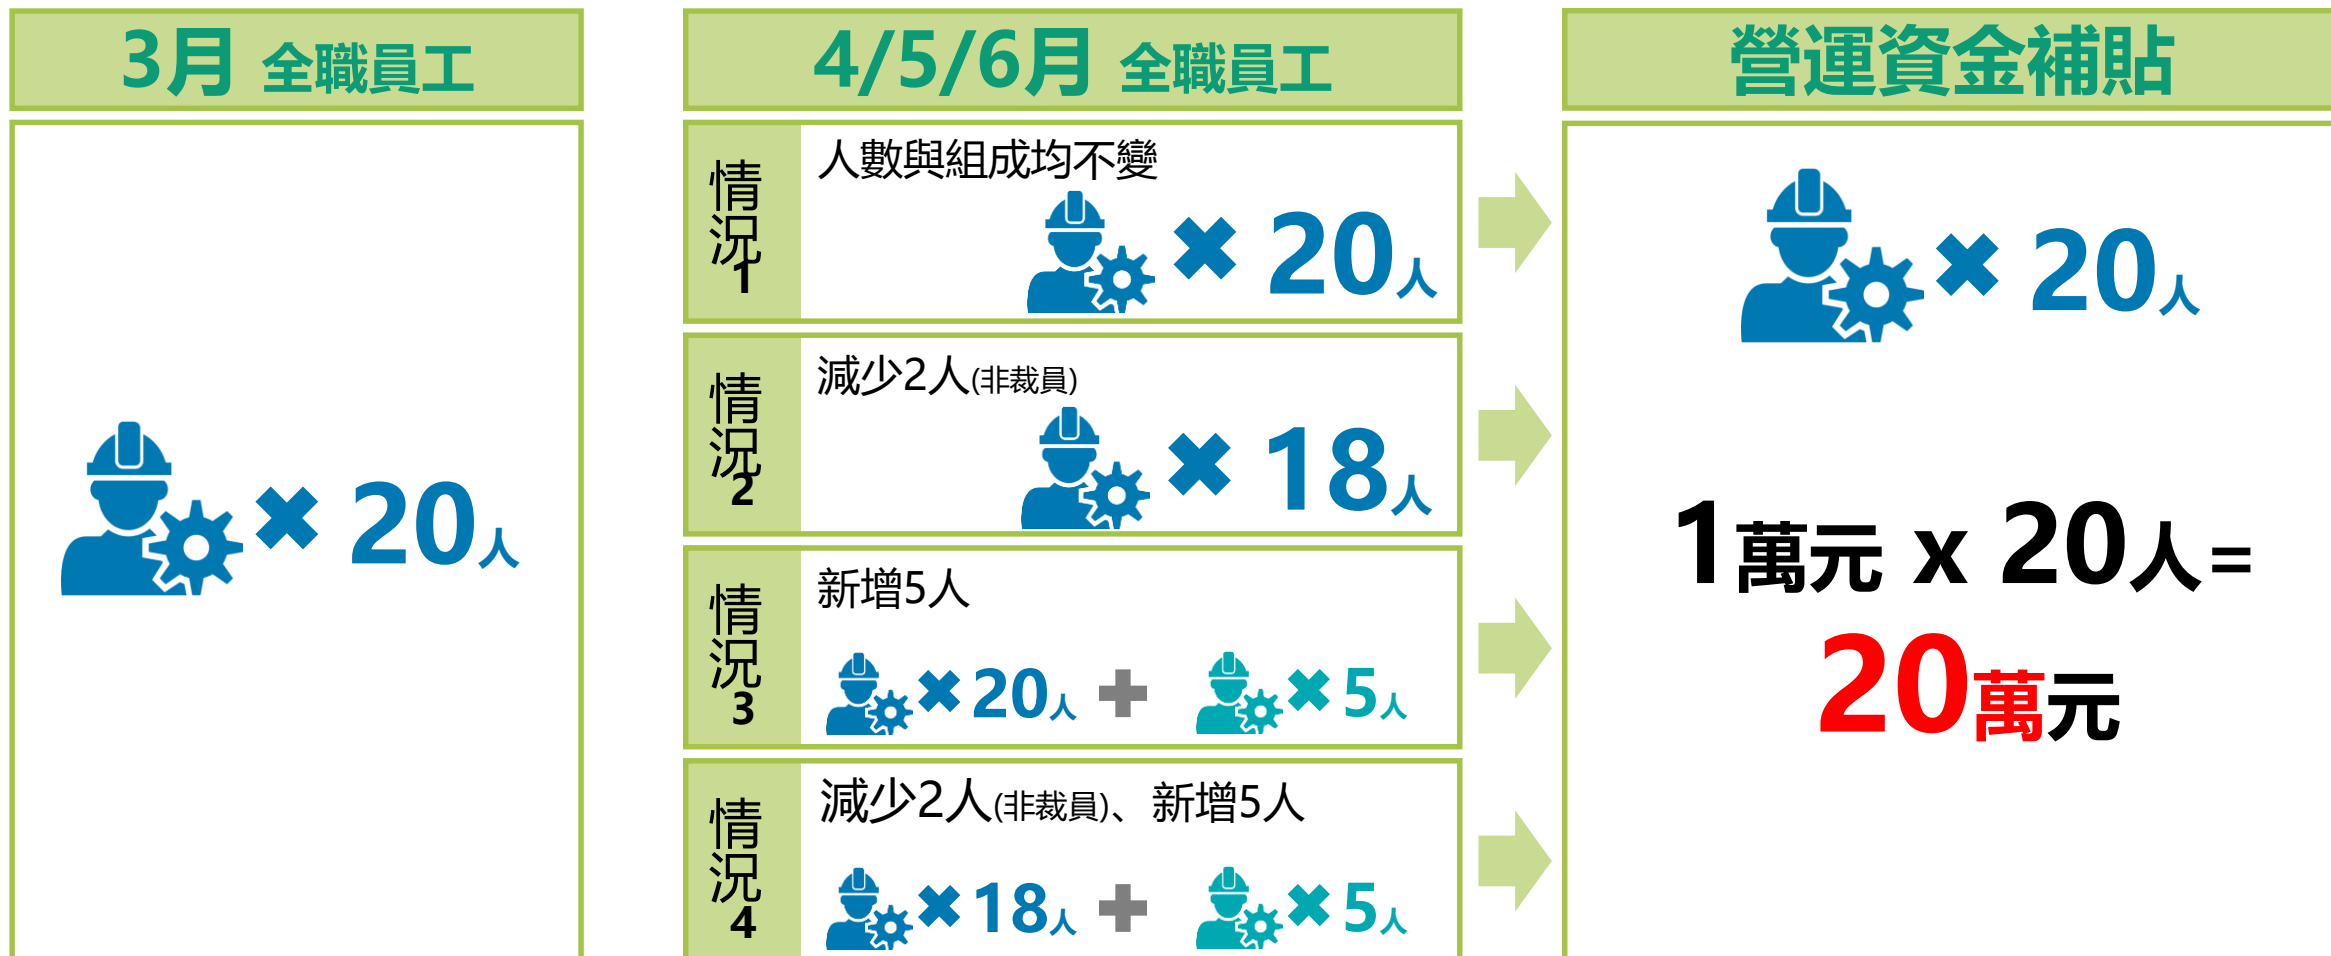 3月 全職員工
✖ 20人
4/5/6月 全職員工
情況1
人數與組成均不變
✖ 20人
情況2
減少2人(非裁員)
✖ 18人
情況3
新增5人
✖ 20人 ➕ ✖ 5人
情況4
減少2人(非裁員)、新增5人
✖ 18人 ➕ ✖ 5人
營運資金補貼
✖ 20人
1萬元 x 20人=
20萬元